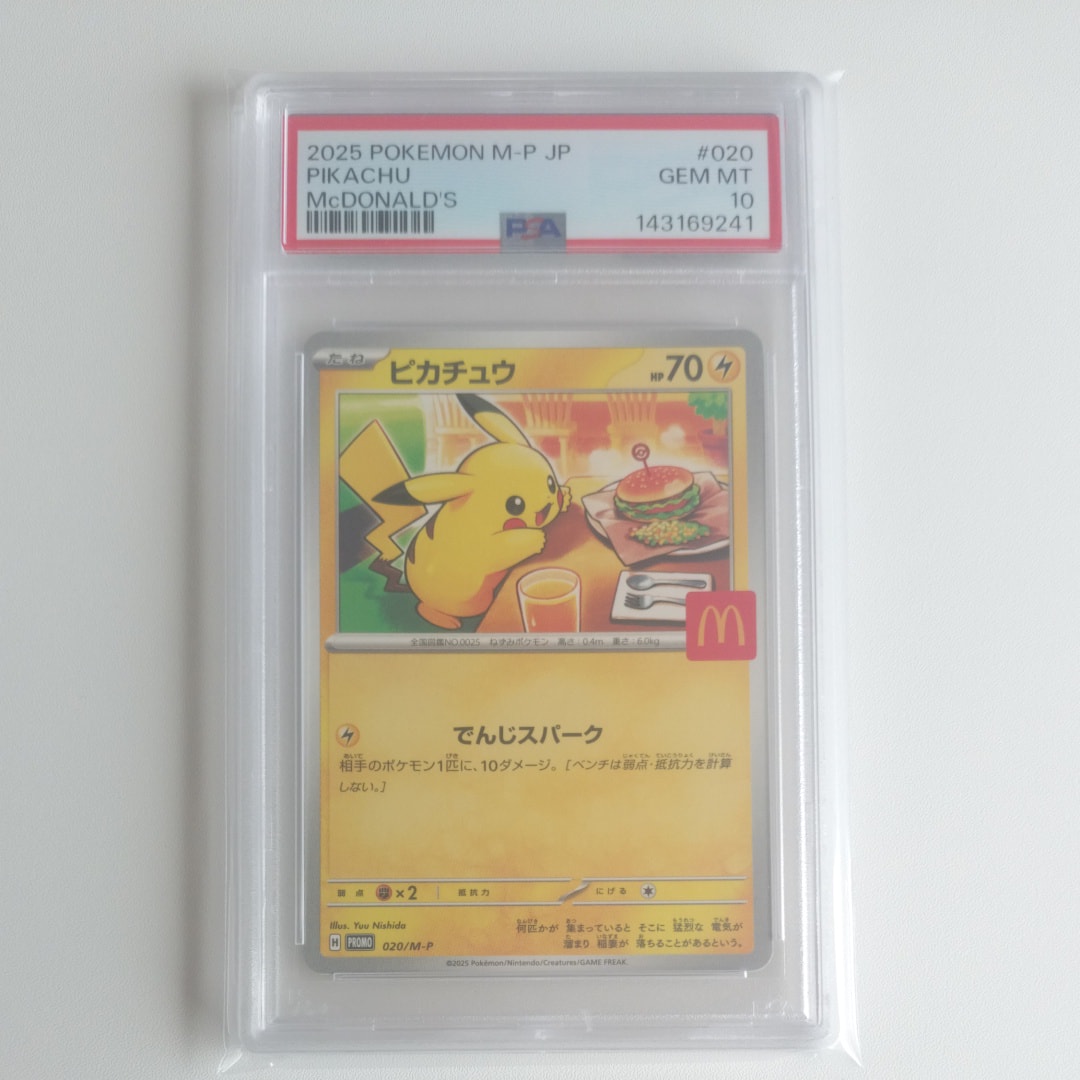 2025 POKEMON M-P JP #020
PIKACHU GEM MT
McDONALD'S 10
PSA 143169241
たね ピカチュウ HP70
全国図鑑NO.0025 ねずみポケモン 高さ:0.4m 重さ:6.0kg
でんじスパーク
相手のポケモン1匹に、10ダメージ。[ベンチは弱点・抵抗力を計算
しない。]
弱点 ×2 抵抗力 にげる
Illus. Yuu Nishida
何匹かが 集まっていると そこに 猛烈な 電気が
溜まり 稲妻が 落ちることがあるという。
H PROMO 020/M-P
©2025 Pokémon/Nintendo/Creatures/GAME FREAK.